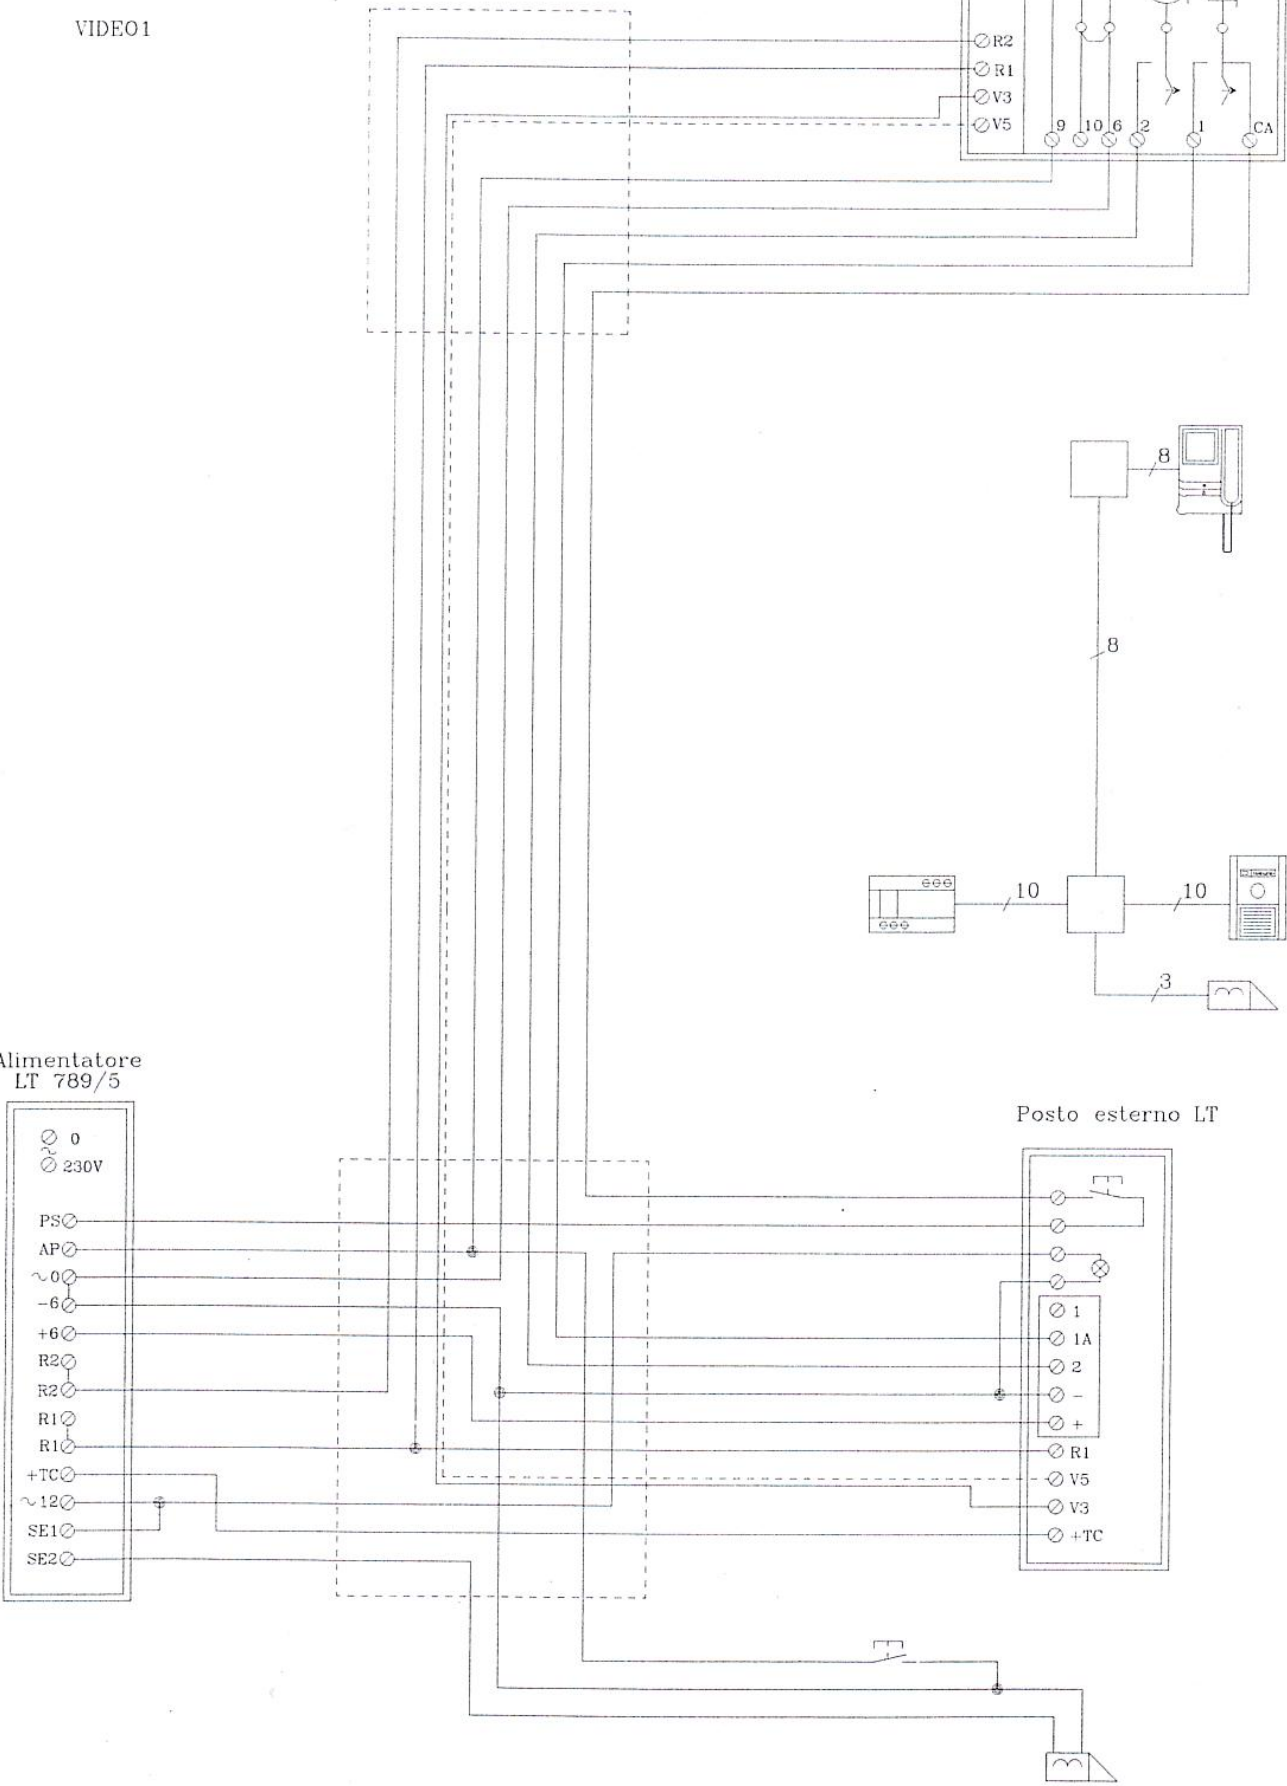 VIDEO1
R2
R1
V3
V5
9 10 6 2 1 CA
8
8
10 10
3
Alimentatore
LT 789/5
0
~
230V
PS
AP
~0
-6
+6
R2
R2
R1
R1
+TC
~12
SE1
SE2
Posto esterno LT
1
1A
2
-
+
R1
V5
V3
+TC